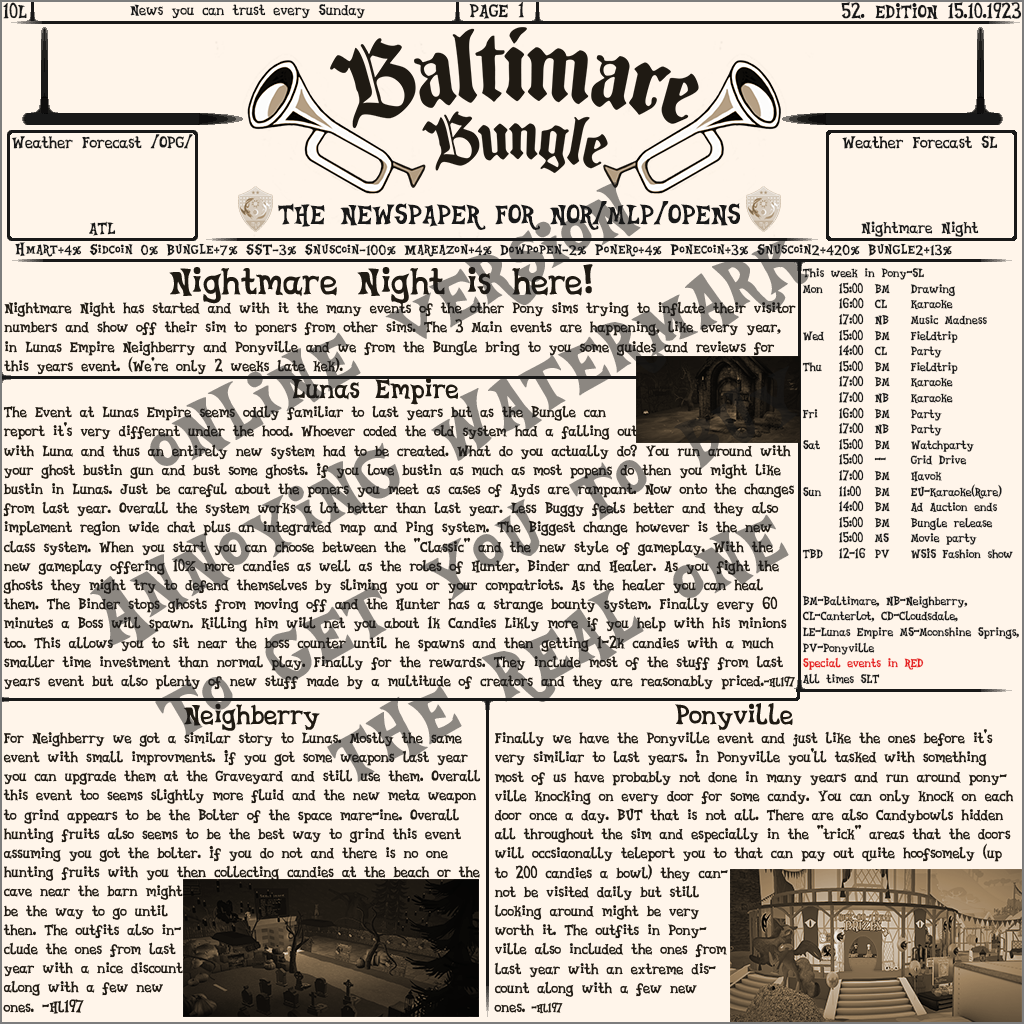 10L
News you can trust every Sunday
PAGE 1
52. EDITION 15.10.1923
Baltimare
Bungle
THE NEWSPAPER FOR NOR/MLP/OPENS
Weather Forecast /OPG/
ATL
Weather Forecast SL
Nightmare Night
HMART+4% SIDCOIN 0% BUNGLE+7% SST-3% SNUSCOIN-100% MAREAZON+4% DOWPOPEN-2% PONERO+4% PONECOIN+3% SNUSCOIN2+420% BUNGLE2+13%
Nightmare Night is here!
Nightmare Night has started and with it the many events of the other Pony sims trying to inflate their visitor
numbers and show off their sim to poners from other sims. The 3 Main events are happening, like every year,
in Lunas Empire Neighberry and Ponyville and we from the Bungle bring to you some guides and reviews for
this years event. (We're only 2 weeks late kek).
Lunas Empire
The Event at Lunas Empire seems oddly familiar to last years but as the Bungle can
report it's very different under the hood. Whoever coded the old system had a falling out
with Luna and thus an entirely new system had to be created. What do you actually do? You run around with
your ghost bustin gun ad bust some ghosts. if you love bustin as much as most popens do then you might like
bustin in Lunas. Just be careful about the poners you meet as cases of Ayds are rampant. Now onto the changes
from Last year. Overall the system works a lot better than last year. Less Buggy feels better and they also
implement region wide chat plus an integrated map and Ping system. The Biggest change however is the new
class system. When you start you can choose between the "Classic" and the new style of gameplay. With the
new gameplay offering 10% more candies as well as the roles of Hunter, Binder and Healer. As you fight the
ghosts they might try to defend themselves by sliming you or your compatriots. As the healer you can heal
them. The Binder stops ghosts from moving off and the Hunter has a strange bounty system. Finally every 60
minutes a Boss will spawn. Killing him will net you about 1k Candies Likly more if you help with his minions
too. This allows you to sit near the boss counter until he spawns and then getting 1-2k candies with a much
smaller time investment than normal play. Finally for the rewards. They include most of the stuff from last
years event but also plenty of new stuff made by a multitude of creators and they are reasonably priced.-HL197
This week in Pony-SL
Mon 15:00 BM Drawing
16:00 CL Karaoke
17:00 NB Music Madness
Wed 15:00 BM Fieldtrip
14:00 CL Party
Thu 15:00 BM Fieldtrip
17:00 BM Karaoke
17:00 NB Karaoke
Fri 16:00 BM Party
17:00 NB Party
Sat 15:00 BM Watchparty
15:00 --- Grid Drive
17:00 BM Havok
Sun 11:00 BM EU-Karaoke(Rare)
14:00 BM Ad Auction ends
15:00 BM Bungle release
15:00 MS Movie party
TBD 12-16 PV WSIS Fashion show
BM-Baltimare, NB-Neighberry,
CL-Canterlot, CD-Cloudsdale,
LE-Lunas Empire MS-Moonshine Springs,
PV-Ponyville
Special events in RED
All times SLT
Neighberry
For Neighberry we got a similar story to Lunas. Mostly the same
event with small improvments. if you got some weapons last year
you can upgrade them at the Graveyard and still use them. Overall
this event too seems slightly more fluid and the new meta weapon
to grind appears to be the Bolter of the space mare-ine. Overall
hunting fruits also seems to be the best way to grind this event
assuming you got the bolter. if you do not and there is no one
hunting fruits with you then collecting candies at the beach or the
cave near the barn might
be the way to go until
then. The outfits also in-
clude the ones from last
year with a nice discount
along with a few new
ones. -HL197
Ponyville
Finally we have the Ponyville event and just like the ones before it's
very similiar to last years. in Ponyville you'll tasked with something
most of us have probably not done in many years and run around pony-
ville knocking on every door for some candy. You can only knock on each
door once a day. BUT that is not all. There are also Candybowls hidden
all throughout the sim and especially in the "trick" areas that the doors
will occsiaonally teleport you to that can pay out quite hoofsomely (up
to 200 candies a bowl) they can-
not be visited daily but still
looking around might be very
worth it. The outfits in Pony-
ville also included the ones from
last year with an extreme dis-
count along with a few new
ones. -HL197
ONLINE VERSION
ANNOYING WATERMARK
TO GET YOU TO
THE REAL ONE